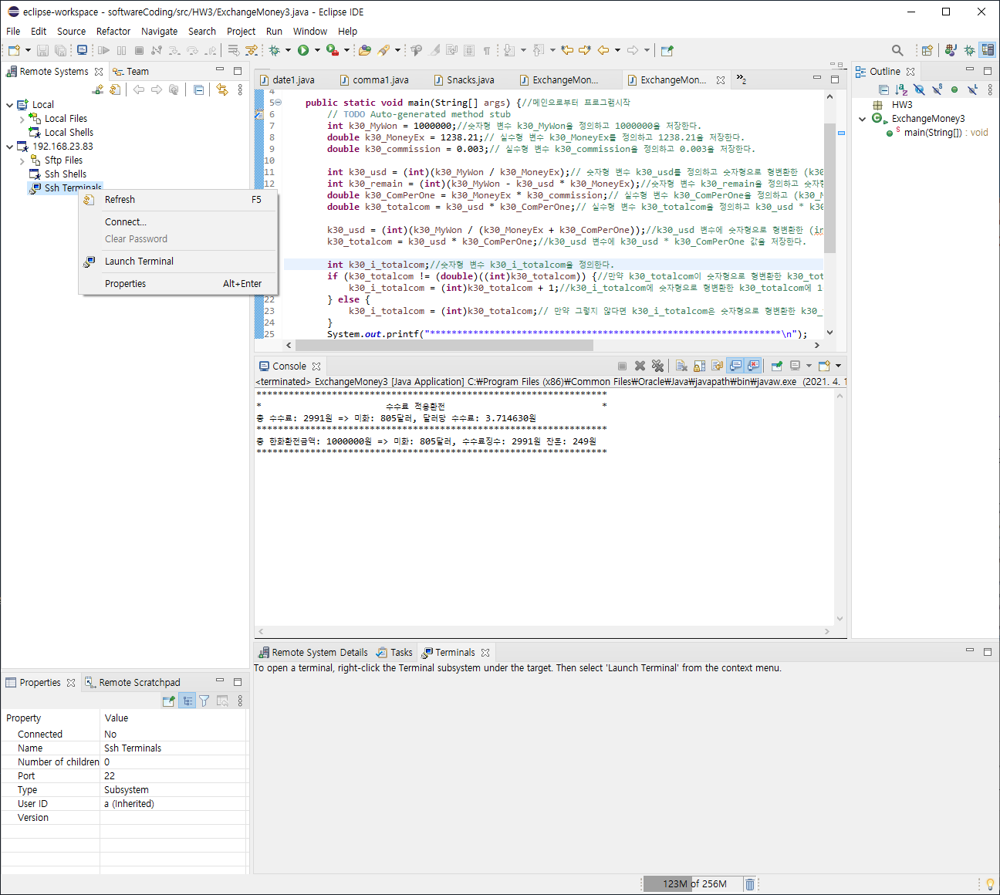 eclipse-workspace - softwareCoding/src/HW3/ExchangeMoney3.java - Eclipse IDE
File Edit Source Refactor Navigate Search Project Run Window Help
Remote Systems Team
Local
Local Files
Local Shells
192.168.23.83
Sftp Files
Ssh Shells
Ssh Terminals
Refresh F5
Connect...
Clear Password
Launch Terminal
Properties Alt+Enter
date1.java comma1.java Snacks.java ExchangeMon... ExchangeMon... »2
4
5 public static void main(String[] args) {//메인으로부터 프로그램시작
6 // TODO Auto-generated method stub
7 int k30_MyWon = 1000000;//숫자형 변수 k30_MyWon을 정의하고 1000000을 저장한다.
8 double k30_MoneyEx = 1238.21;// 실수형 변수 k30_MoneyEx를 정의하고 1238.21을 저장한다.
9 double k30_commission = 0.003;// 실수형 변수 k30_commission을 정의하고 0.003을 저장한다.
10
11 int k30_usd = (int)(k30_MyWon / k30_MoneyEx);// 숫자형 변수 k30_usd를 정의하고 숫자형으로 형변환한 (k30
12 int k30_remain = (int)(k30_MyWon - k30_usd * k30_MoneyEx);//숫자형 변수 k30_remain을 정의하고 숫자형
13 double k30_ComPerOne = k30_MoneyEx * k30_commission;// 실수형 변수 k30_ComPerOne을 정의하고 (k30_M
14 double k30_totalcom = k30_usd * k30_ComPerOne;// 실수형 변수 k30_totalcom을 정의하고 k30_usd * k30
k30_usd = (int)(k30_MyWon / (k30_MoneyEx + k30_ComPerOne));//k30_usd 변수에 숫자형으로 형변환한 (in
k30_totalcom = k30_usd * k30_ComPerOne;//k30_usd 변수에 k30_usd * k30_ComPerOne 값을 저장한다.
int k30_i_totalcom;//숫자형 변수 k30_i_totalcom을 정의한다.
if (k30_totalcom != (double)((int)k30_totalcom)) {//만약 k30_totalcom이 숫자형으로 형변환한 k30_tot
k30_i_totalcom = (int)k30_totalcom + 1;//k30_i_totalcom에 숫자형으로 형변환한 k30_totalcom에 1
22 } else {
23 k30_i_totalcom = (int)k30_totalcom;// 만약 그렇지 않다면 k30_i_totalcom은 숫자형으로 형변환한 k30_
24 }
25 System.out.printf("*****************************************************************\n");
Outline
HW3
ExchangeMoney3
main(String[]) : void
Console
<terminated> ExchangeMoney3 [Java Application] C:₩Program Files (x86)₩Common Files₩Oracle₩Java₩javapath₩bin₩javaw.exe (2021. 4. 1
*****************************************************************
* 수수료 적용환전 *
총 수수료: 2991원 => 미화: 805달러, 달러당 수수료: 3.714630원
*****************************************************************
총 한화환전금액: 1000000원 => 미화: 805달러, 수수료징수: 2991원 잔돈: 249원
*****************************************************************
Remote System Details Tasks Terminals
To open a terminal, right-click the Terminal subsystem under the target. Then select 'Launch Terminal' from the context menu.
Properties Remote Scratchpad
Property Value
Connected No
Name Ssh Terminals
Number of children 0
Port 22
Type Subsystem
User ID a (Inherited)
Version
123M of 256M